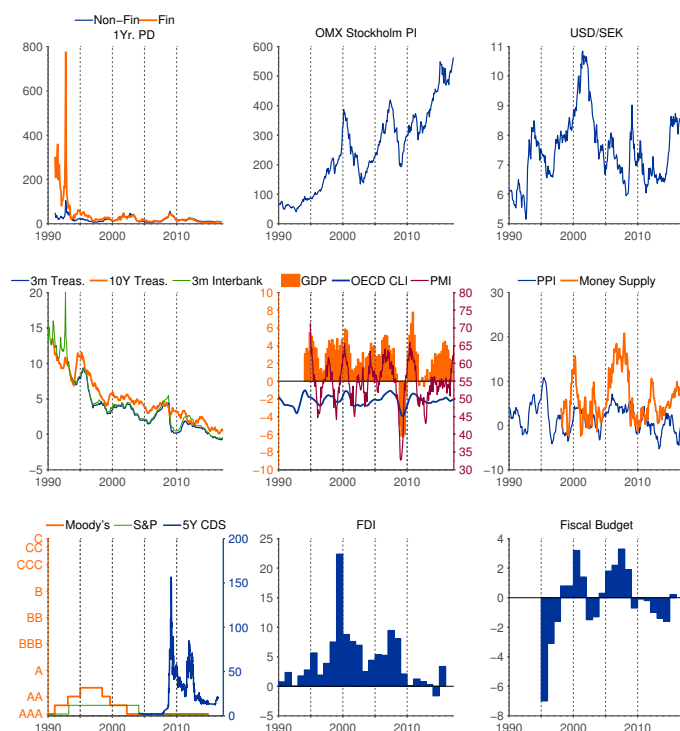 Non−Fin Fin
1Yr. PD
OMX Stockholm PI
USD/SEK
800
600
400
200
0
1990 2000 2010
600
500
400
300
200
100
0
1990 2000 2010
11
10
9
8
7
6
5
1990 2000 2010
3m Treas. 10Y Treas. 3m Interbank
GDP OECD CLI PMI
PPI Money Supply
20
15
10
5
0
−5
1990 2000 2010
10
8
6
4
2
0
−2
−4
−6
−8
−10
80
75
70
65
60
55
50
45
40
35
30
1990 2000 2010
30
20
10
0
−10
1990 2000 2010
Moody's S&P 5Y CDS
FDI
Fiscal Budget
C
CC
CCC
B
BB
BBB
A
AA
AAA
200
150
100
50
0
1990 2000 2010
25
20
15
10
5
0
−5
1990 2000 2010
4
2
0
−2
−4
−6
−8
1990 2000 2010